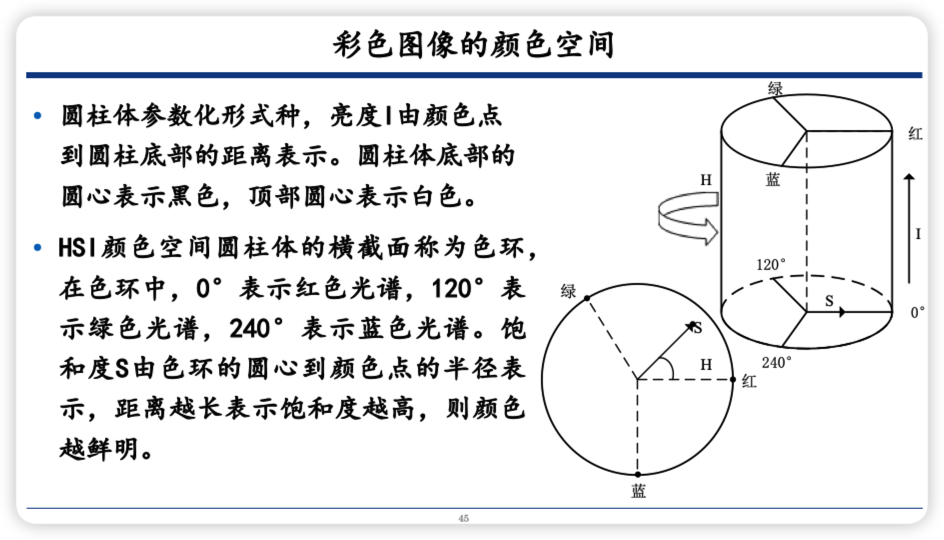 彩色图像的颜色空间
• 圆柱体参数化形式种，亮度I由颜色点
到圆柱底部的距离表示。圆柱体底部的
圆心表示黑色，顶部圆心表示白色。
• HSI颜色空间圆柱体的横截面称为色环，
在色环中，0°表示红色光谱，120°表
示绿色光谱，240°表示蓝色光谱。饱
和度S由色环的圆心到颜色点的半径表
示，距离越长表示饱和度越高，则颜色
越鲜明。
绿
红
蓝
H
I
120°
S
0°
240°
绿
S
H
红
蓝
45